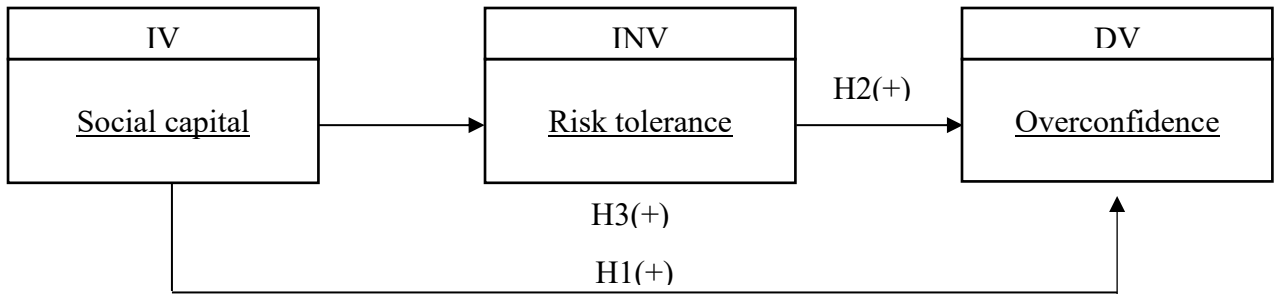 IV
INV
DV
Social capital
Risk tolerance
H2(+)
Overconfidence
H3(+)
H1(+)